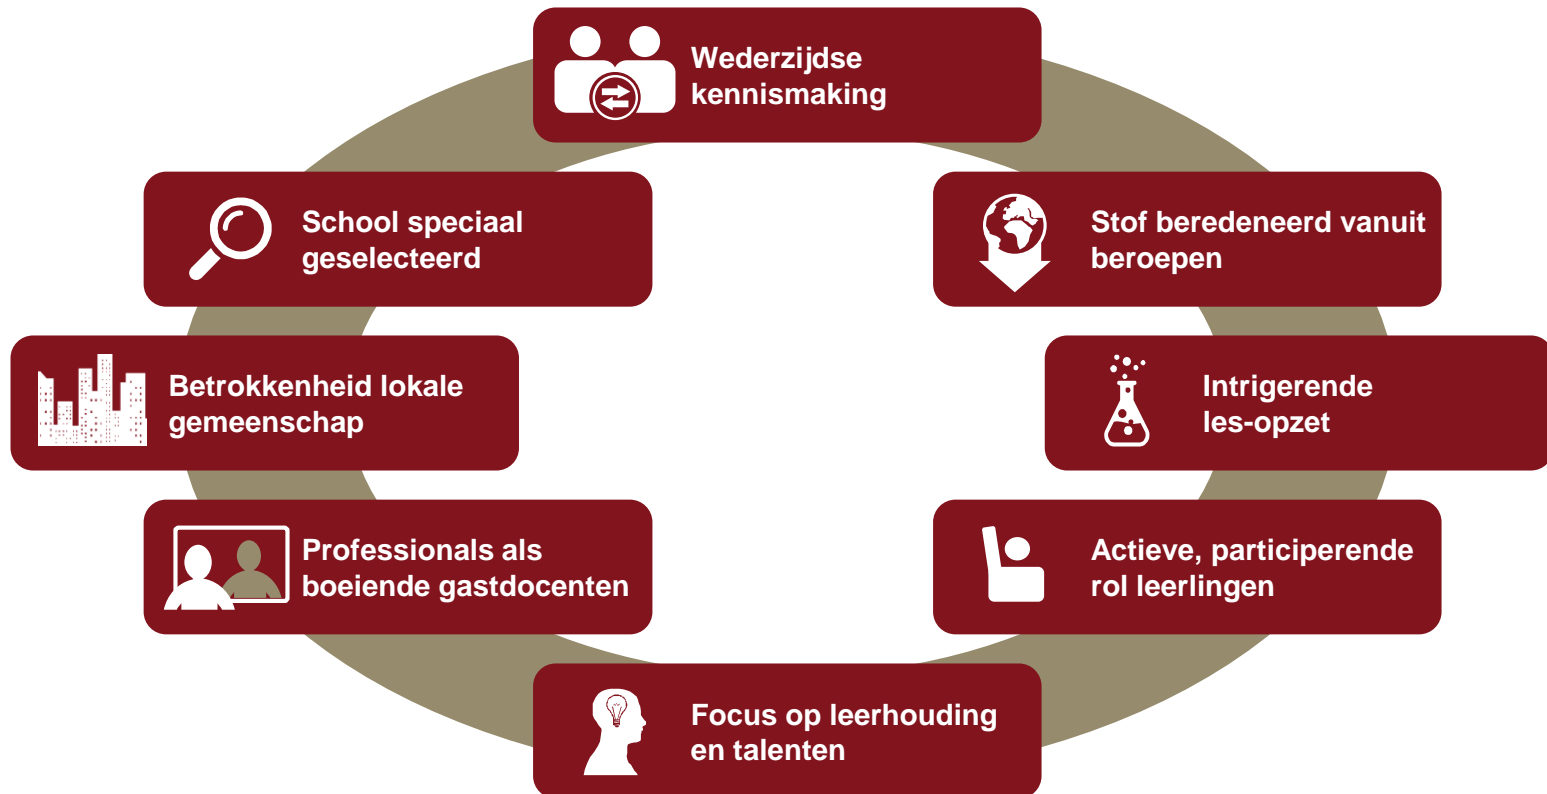 Wederzijdse
kennismaking
School speciaal
geselecteerd
Stof beredeneerd vanuit
beroepen
Betrokkenheid lokale
gemeenschap
Intrigerende
les-opzet
Professionals als
boeiende gastdocenten
Actieve, participerende
rol leerlingen
Focus op leerhouding
en talenten